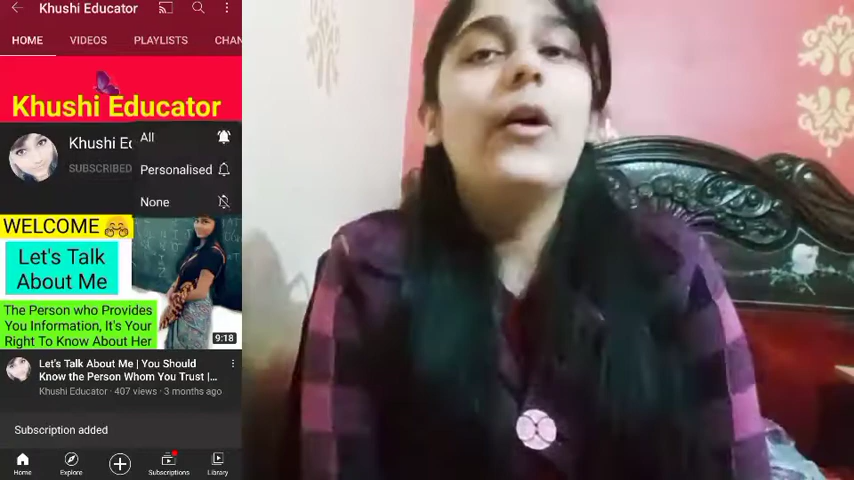 Khushi Educator
HOME VIDEOS PLAYLISTS CHAN
Khushi Educator
Khushi Ec
SUBSCRIBED
All
Personalised
None
WELCOME
Let's Talk
About Me
The Person who Provides
You Information, It's Your
Right To Know About Her
9:18
Let's Talk About Me | You Should
Know the Person Whom You Trust |...
Khushi Educator · 407 views · 3 months ago
Subscription added
Home Explore Subscriptions Library